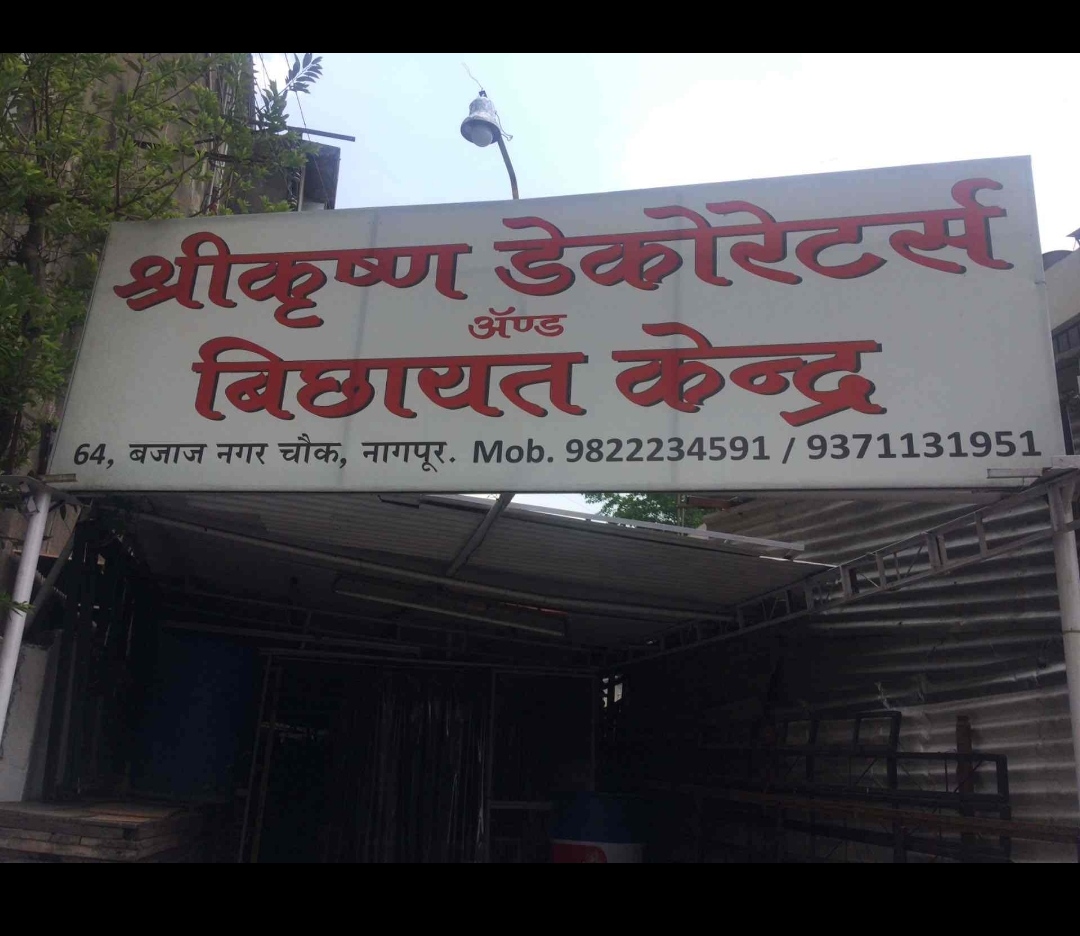 श्रीकृष्ण डेकोरेटर्स
ॲण्ड
बिछायत केन्द्र
64, बजाज नगर चौक, नागपूर. Mob. 9822234591 / 9371131951